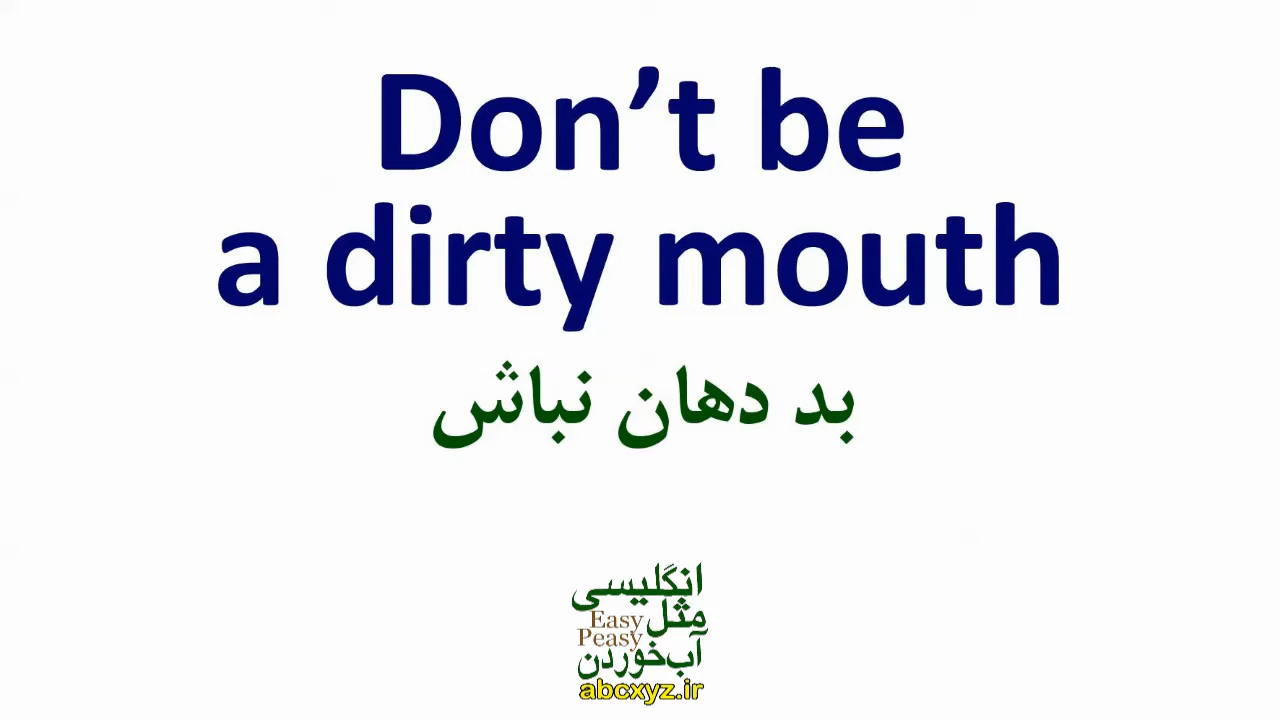 Don’t be
a dirty mouth
بد دهان نباش
انگلیسی
مثل Easy
Peasy
آب‌خوردن
abcxyz.ir